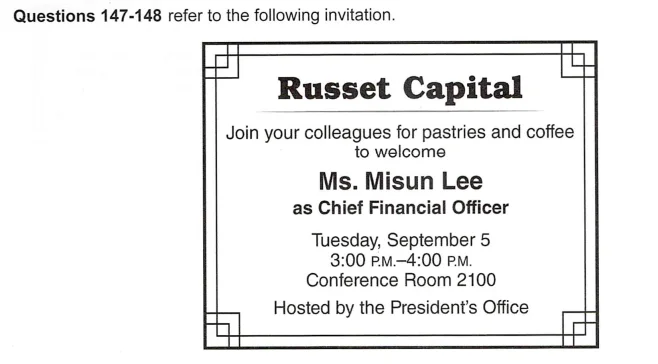 Questions 147-148 refer to the following invitation.
Russet Capital
Join your colleagues for pastries and coffee
to welcome
Ms. Misun Lee
as Chief Financial Officer
Tuesday, September 5
3:00 P.M.–4:00 P.M.
Conference Room 2100
Hosted by the President's Office